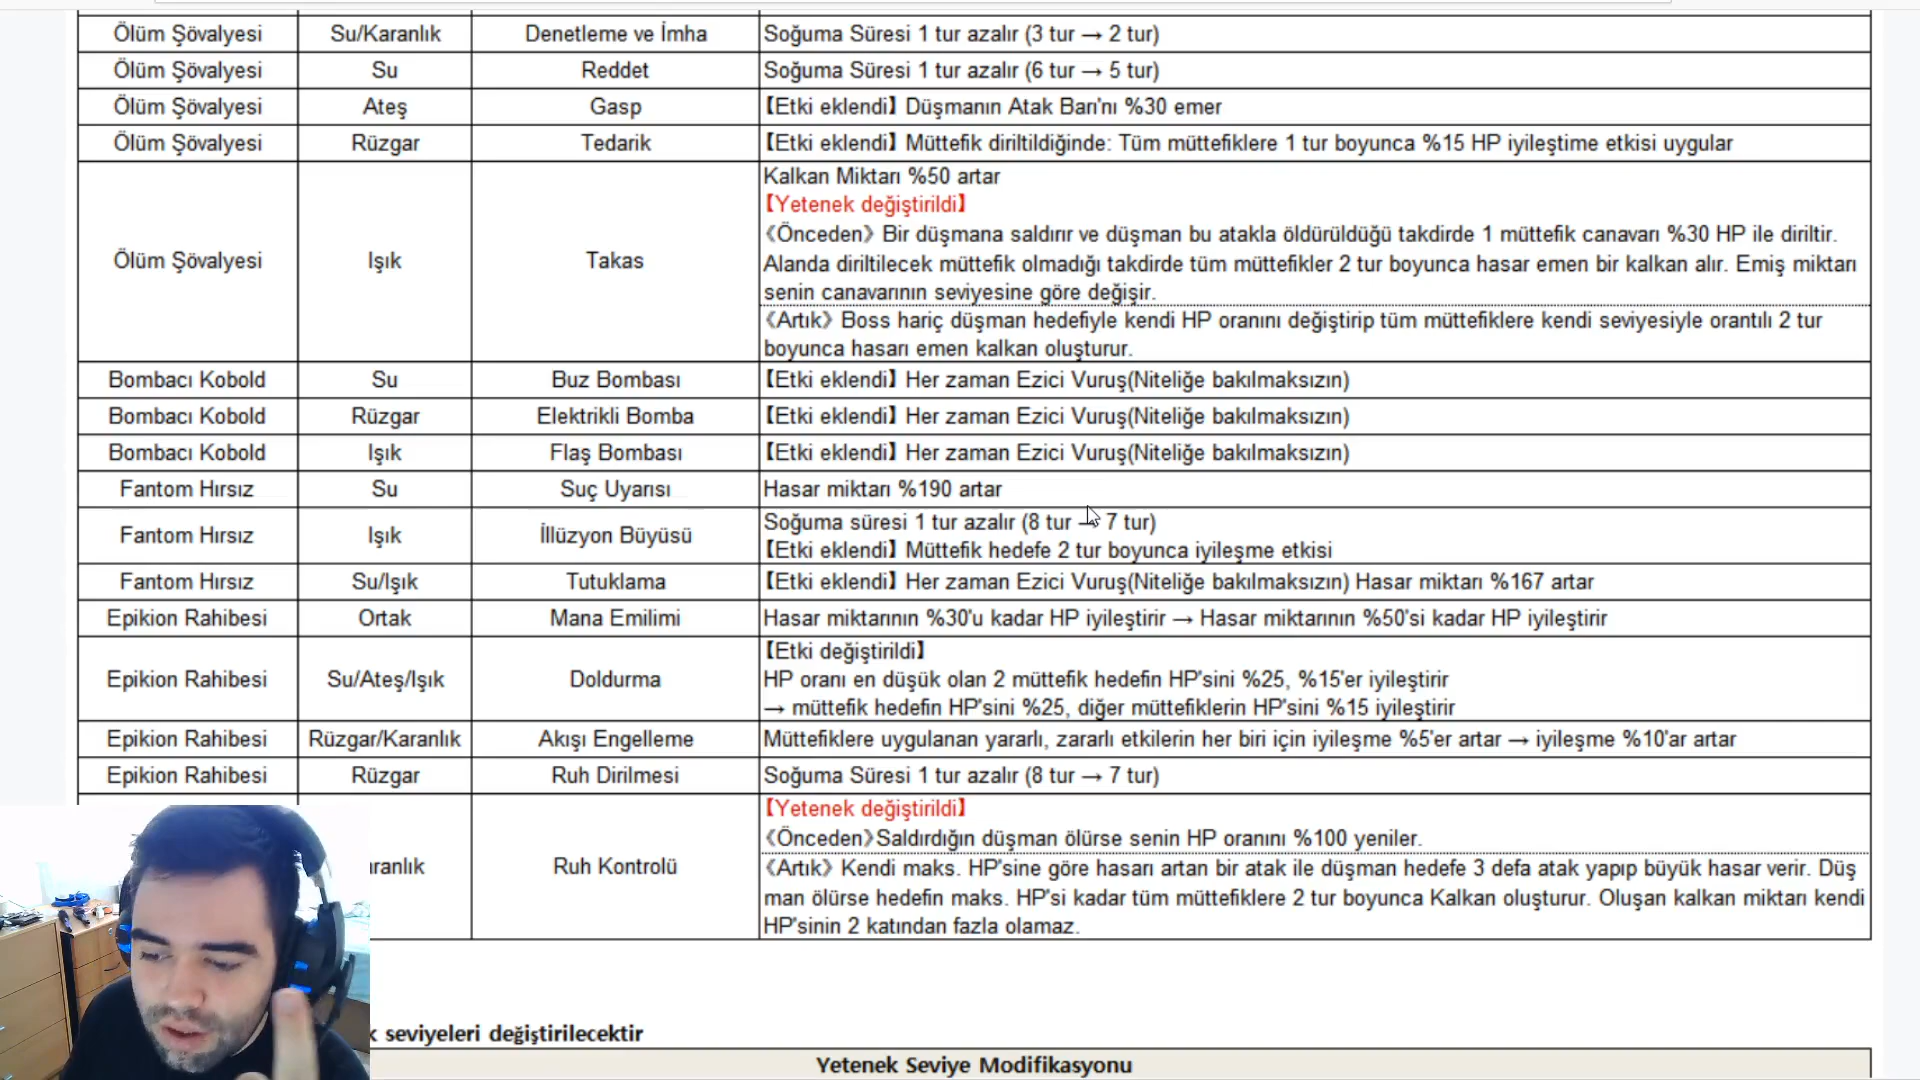 Ölüm Şövalyesi Su/Karanlık Denetleme ve İmha Soğuma Süresi 1 tur azalır (3 tur → 2 tur)
Ölüm Şövalyesi Su Reddet Soğuma Süresi 1 tur azalır (6 tur → 5 tur)
Ölüm Şövalyesi Ateş Gasp 【Etki eklendi】 Düşmanın Atak Barı'nı %30 emer
Ölüm Şövalyesi Rüzgar Tedarik 【Etki eklendi】 Müttefik diriltildiğinde: Tüm müttefiklere 1 tur boyunca %15 HP iyileştime etkisi uygular
Ölüm Şövalyesi Işık Takas
Kalkan Miktarı %50 artar
【Yetenek değiştirildi】
《Önceden》 Bir düşmana saldırır ve düşman bu atakla öldürüldüğü takdirde 1 müttefik canavarı %30 HP ile diriltir.
Alanda diriltilecek müttefik olmadığı takdirde tüm müttefikler 2 tur boyunca hasar emen bir kalkan alır. Emiş miktarı
senin canavarının seviyesine göre değişir.
《Artık》 Boss hariç düşman hedefiyle kendi HP oranını değiştirip tüm müttefiklere kendi seviyesiyle orantılı 2 tur
boyunca hasarı emen kalkan oluşturur.
Bombacı Kobold Su Buz Bombası 【Etki eklendi】 Her zaman Ezici Vuruş(Niteliğe bakılmaksızın)
Bombacı Kobold Rüzgar Elektrikli Bomba 【Etki eklendi】 Her zaman Ezici Vuruş(Niteliğe bakılmaksızın)
Bombacı Kobold Işık Flaş Bombası 【Etki eklendi】 Her zaman Ezici Vuruş(Niteliğe bakılmaksızın)
Fantom Hırsız Su Suç Uyarısı Hasar miktarı %190 artar
Fantom Hırsız Işık İllüzyon Büyüsü
Soğuma süresi 1 tur azalır (8 tur → 7 tur)
【Etki eklendi】 Müttefik hedefe 2 tur boyunca iyileşme etkisi
Fantom Hırsız Su/Işık Tutuklama 【Etki eklendi】 Her zaman Ezici Vuruş(Niteliğe bakılmaksızın) Hasar miktarı %167 artar
Epikion Rahibesi Ortak Mana Emilimi Hasar miktarının %30'u kadar HP iyileştirir → Hasar miktarının %50'si kadar HP iyileştirir
Epikion Rahibesi Su/Ateş/Işık Doldurma
【Etki değiştirildi】
HP oranı en düşük olan 2 müttefik hedefin HP'sini %25, %15'er iyileştirir
→ müttefik hedefin HP'sini %25, diğer müttefiklerin HP'sini %15 iyileştirir
Epikion Rahibesi Rüzgar/Karanlık Akışı Engelleme Müttefiklere uygulanan yararlı, zararlı etkilerin her biri için iyileşme %5'er artar → iyileşme %10'ar artar
Epikion Rahibesi Rüzgar Ruh Dirilmesi Soğuma Süresi 1 tur azalır (8 tur → 7 tur)
aranlık Ruh Kontrolü
【Yetenek değiştirildi】
《Önceden》Saldırdığın düşman ölürse senin HP oranını %100 yeniler.
《Artık》 Kendi maks. HP'sine göre hasarı artan bir atak ile düşman hedefe 3 defa atak yapıp büyük hasar verir. Düş
man ölürse hedefin maks. HP'si kadar tüm müttefiklere 2 tur boyunca Kalkan oluşturur. Oluşan kalkan miktarı kendi
HP'sinin 2 katından fazla olamaz.
k seviyeleri değiştirilecektir
Yetenek Seviye Modifikasyonu